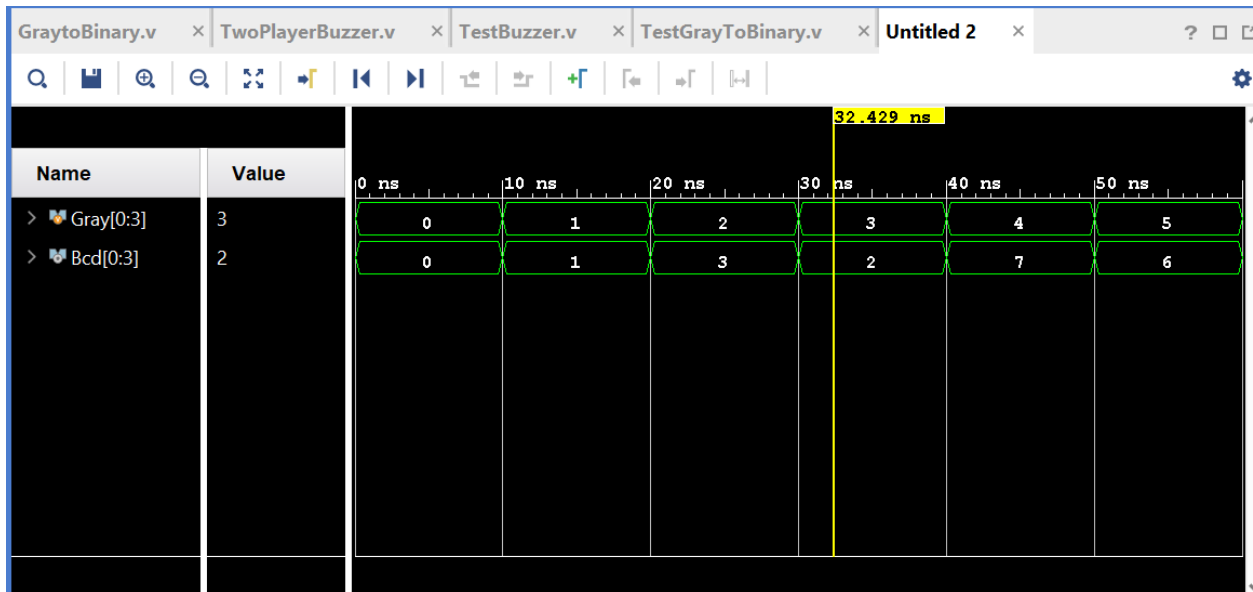 GraytoBinary.v × TwoPlayerBuzzer.v × TestBuzzer.v × TestGrayToBinary.v × Untitled 2 × ?
32.429 ns
Name Value 0 ns 10 ns 20 ns 30 ns 40 ns 50 ns
Gray[0:3] 3 0 1 2 3 4 5
Bcd[0:3] 2 0 1 3 2 7 6